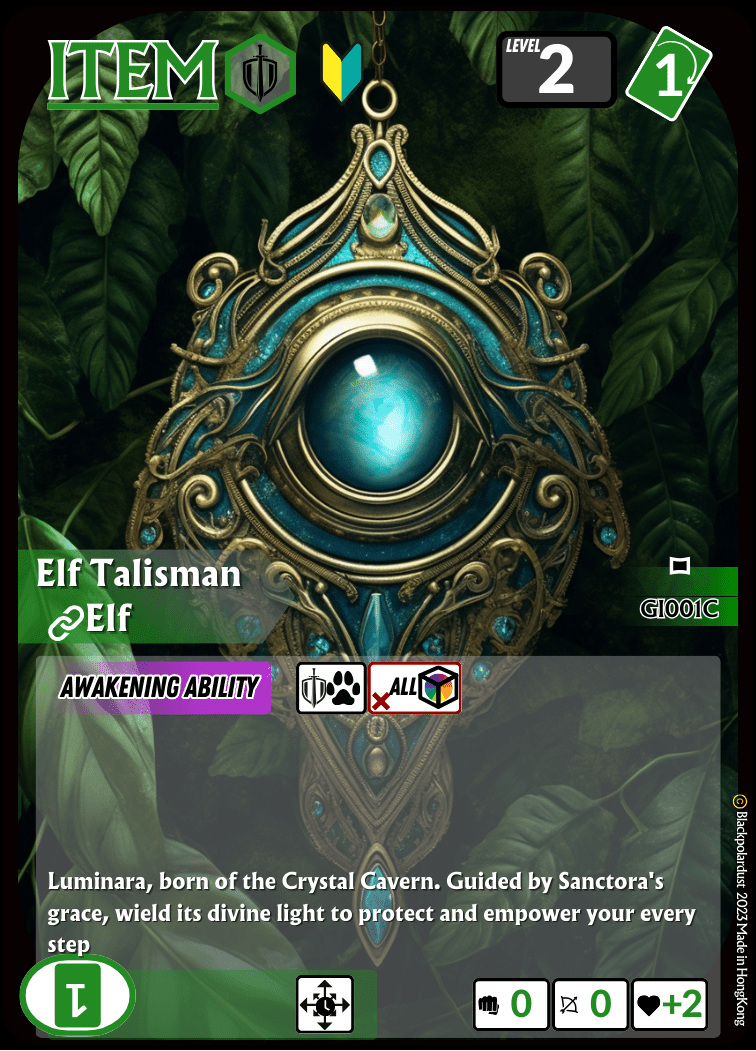 ITEM
LEVEL 2
1
Elf Talisman
Elf
GI001C
AWAKENING ABILITY
ALL
Luminara, born of the Crystal Cavern. Guided by Sanctora's
grace, wield its divine light to protect and empower your every
step
1
0
0
+2
© Blackpolardust 2023 Made in HongKong